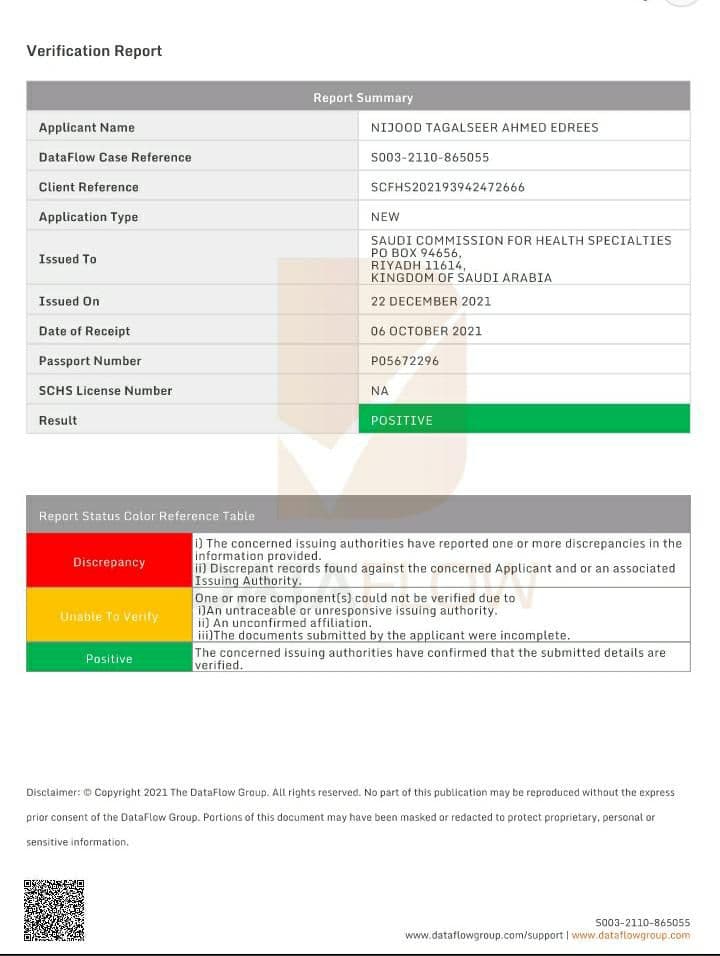 Verification Report
Report Summary
Applicant Name NIJOOD TAGALSEER AHMED EDREES
DataFlow Case Reference S003-2110-865055
Client Reference SCFHS202193942472666
Application Type NEW
Issued To SAUDI COMMISSION FOR HEALTH SPECIALTIES
PO BOX 94656,
RIYADH 11614,
KINGDOM OF SAUDI ARABIA
Issued On 22 DECEMBER 2021
Date of Receipt 06 OCTOBER 2021
Passport Number P05672296
SCHS License Number NA
Result POSITIVE
Report Status Color Reference Table
Discrepancy i) The concerned issuing authorities have reported one or more discrepancies in the
information provided.
ii) Discrepant records found against the concerned Applicant and or an associated
Issuing Authority.
DATAFLOW
Unable To Verify One or more component(s) could not be verified due to
i)An untraceable or unresponsive issuing authority.
ii) An unconfirmed affiliation.
iii)The documents submitted by the applicant were incomplete.
Positive The concerned issuing authorities have confirmed that the submitted details are
verified.
Disclaimer: © Copyright 2021 The DataFlow Group. All rights reserved. No part of this publication may be reproduced without the express
prior consent of the DataFlow Group. Portions of this document may have been masked or redacted to protect proprietary, personal or
sensitive information.
S003-2110-865055
www.dataflowgroup.com/support | www.dataflowgroup.com